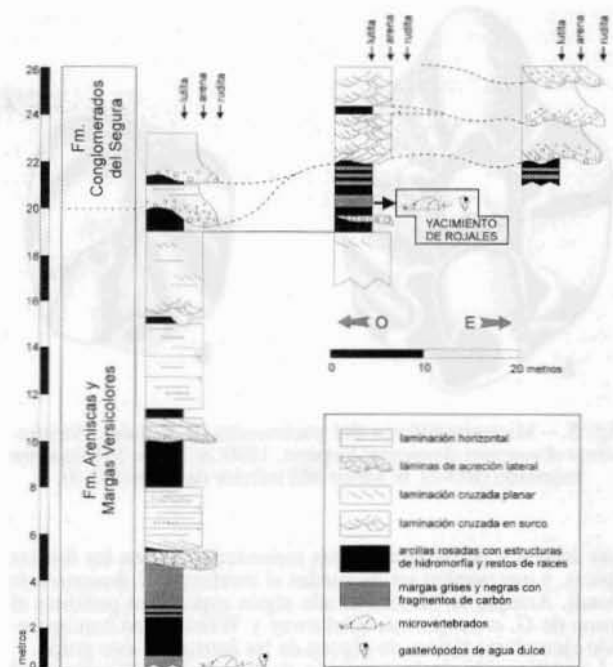 lutita
arena
rudita
lutita
arena
rudita
lutita
arena
rudita
26
24
22
20
18
16
14
12
10
8
6
4
2
0
metros
Fm.
Conglomerados
del Segura
Fm. Areniscas y
Margas Versicolores
YACIMIENTO
DE ROJALES
O E
0 10 20 metros
laminación horizontal
láminas de acreción lateral
laminación cruzada planar
laminación cruzada en surco
arcillas rosadas con estructuras
de hidromorfía y restos de raices
margas grises y negras con
fragmentos de carbón
microvertebrados
gasterópodos de agua dulce